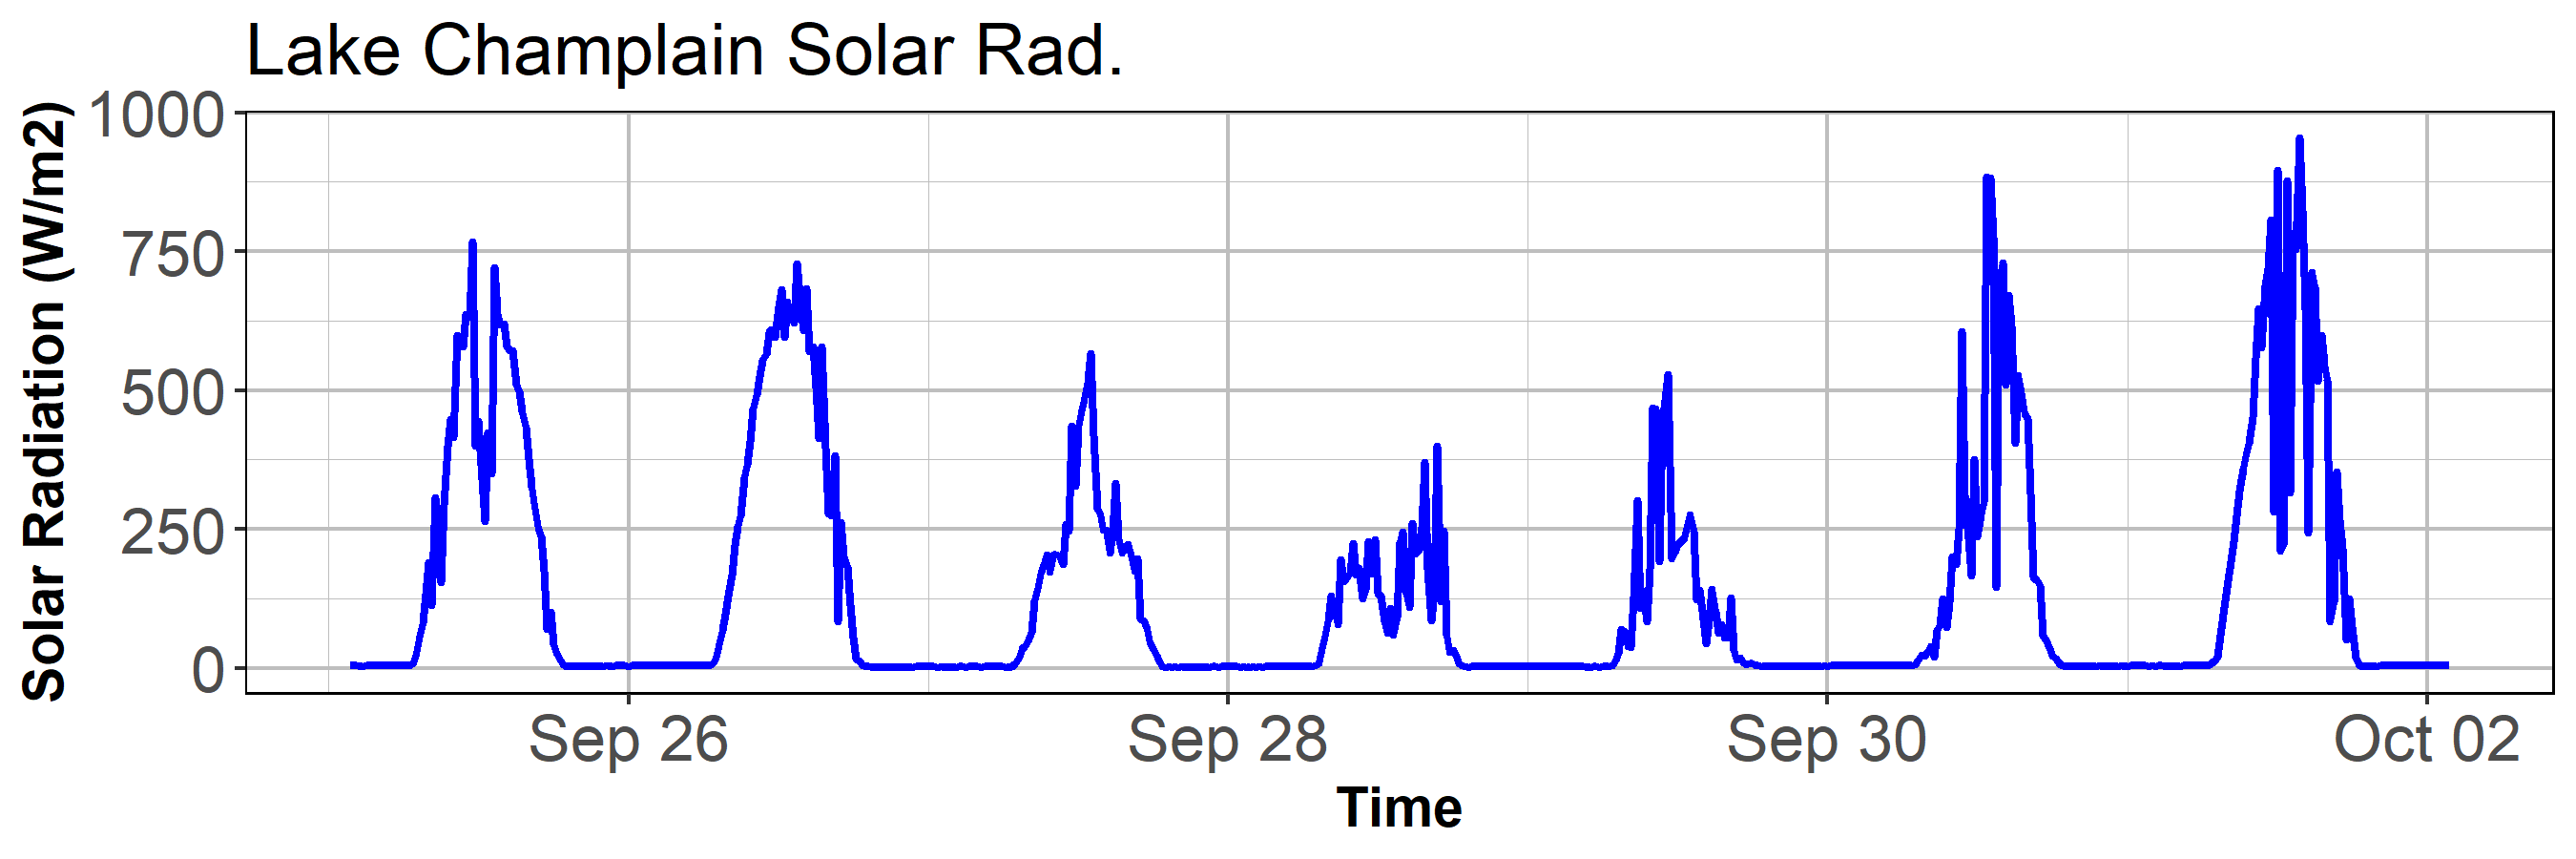 Lake Champlain Solar Rad.
Solar Radiation (W/m2)
1000
750
500
250
0
Sep 26
Sep 28
Sep 30
Oct 02
Time